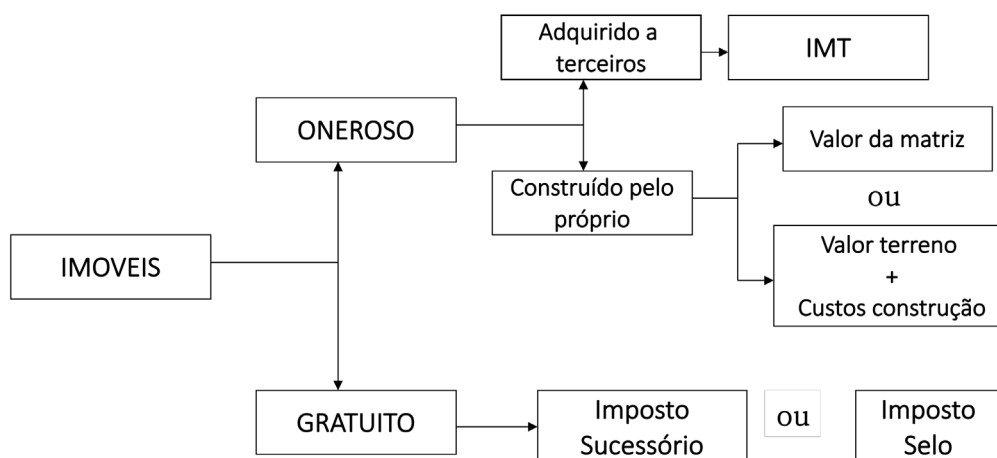 Adquirido a
terceiros
IMT
ONEROSO
Valor da matriz
Construído pelo
próprio
ou
IMOVEIS
Valor terreno
+
Custos construção
GRATUITO
Imposto
Sucessório
ou
Imposto
Selo